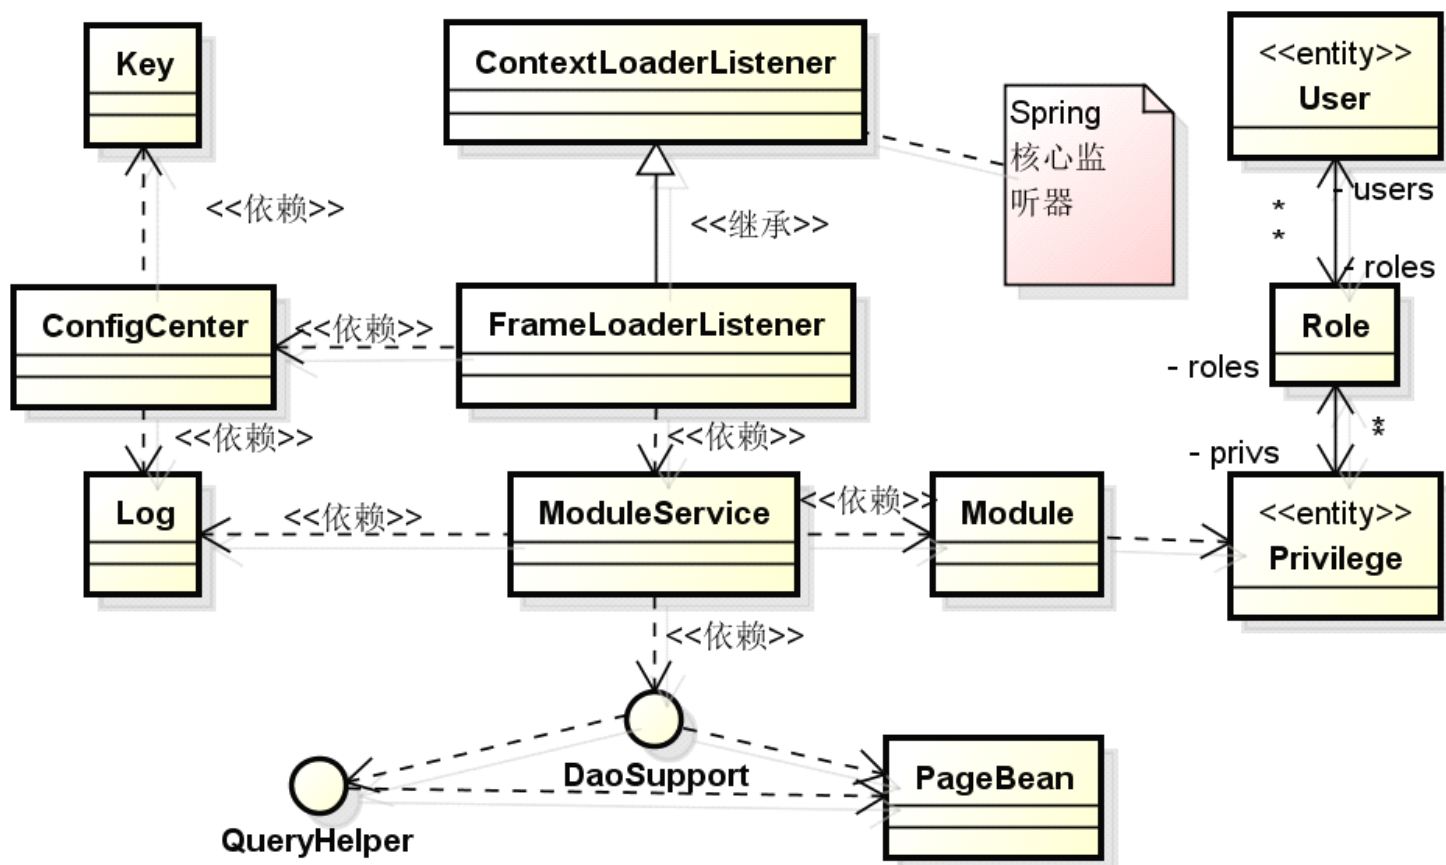 Key
ContextLoaderListener
<<entity>>
User
Spring
核心监
听器
- users
<<依赖>>
*
<<继承>>
*
- roles
ConfigCenter
<<依赖>>
FrameLoaderListener
Role
- roles
<<依赖>>
<<依赖>>
*
*
- privs
Log
<<依赖>>
ModuleService
<<依赖>>
Module
<<entity>>
Privilege
<<依赖>>
DaoSupport
PageBean
QueryHelper